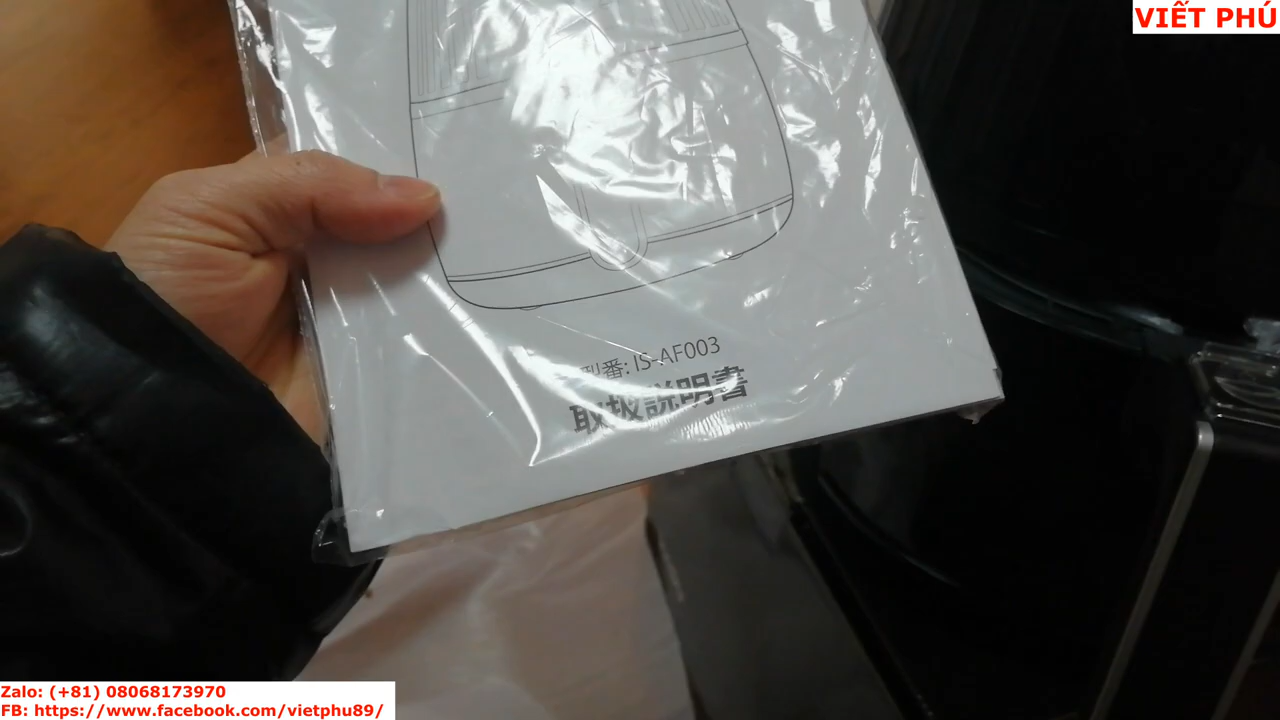 VIẾT PHÚ
型番: IS-AF003
取扱説明書
Zalo: (+81) 08068173970
FB: https://www.facebook.com/vietphu89/